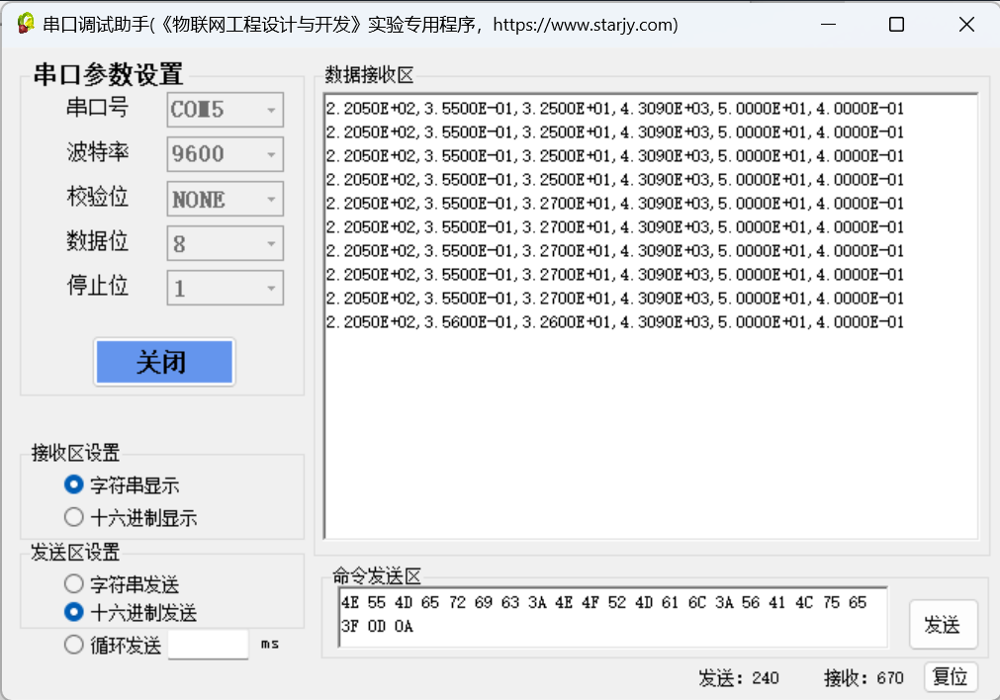 串口调试助手(《物联网工程设计与开发》实验专用程序，https://www.starjy.com)
串口参数设置
串口号 COM5
波特率 9600
校验位 NONE
数据位 8
停止位 1
关闭
接收区设置
字符串显示
十六进制显示
发送区设置
字符串发送
十六进制发送
循环发送 ms
数据接收区
2.2050E+02,3.5500E-01,3.2500E+01,4.3090E+03,5.0000E+01,4.0000E-01
2.2050E+02,3.5500E-01,3.2500E+01,4.3090E+03,5.0000E+01,4.0000E-01
2.2050E+02,3.5500E-01,3.2500E+01,4.3090E+03,5.0000E+01,4.0000E-01
2.2050E+02,3.5500E-01,3.2500E+01,4.3090E+03,5.0000E+01,4.0000E-01
2.2050E+02,3.5500E-01,3.2700E+01,4.3090E+03,5.0000E+01,4.0000E-01
2.2050E+02,3.5500E-01,3.2700E+01,4.3090E+03,5.0000E+01,4.0000E-01
2.2050E+02,3.5500E-01,3.2700E+01,4.3090E+03,5.0000E+01,4.0000E-01
2.2050E+02,3.5500E-01,3.2700E+01,4.3090E+03,5.0000E+01,4.0000E-01
2.2050E+02,3.5500E-01,3.2700E+01,4.3090E+03,5.0000E+01,4.0000E-01
2.2050E+02,3.5600E-01,3.2600E+01,4.3090E+03,5.0000E+01,4.0000E-01
命令发送区
4E 55 4D 65 72 69 63 3A 4E 4F 52 4D 61 6C 3A 56 41 4C 75 65
3F 0D 0A
发送
发送：240 接收：670 复位